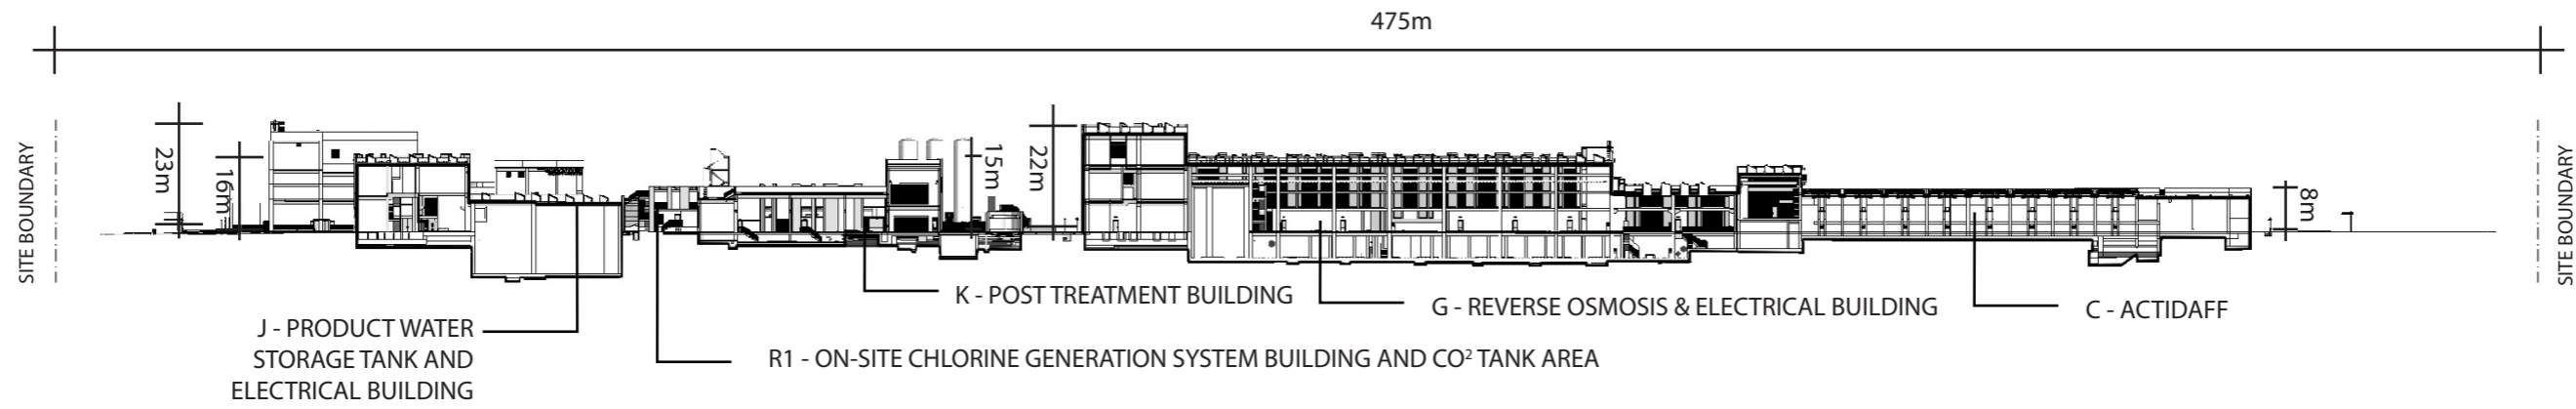 475m
SITE BOUNDARY
23m
16m
15m
22m
8m
SITE BOUNDARY
J - PRODUCT WATER
STORAGE TANK AND
ELECTRICAL BUILDING
K - POST TREATMENT BUILDING
G - REVERSE OSMOSIS & ELECTRICAL BUILDING
C - ACTIDAFF
R1 - ON-SITE CHLORINE GENERATION SYSTEM BUILDING AND CO² TANK AREA